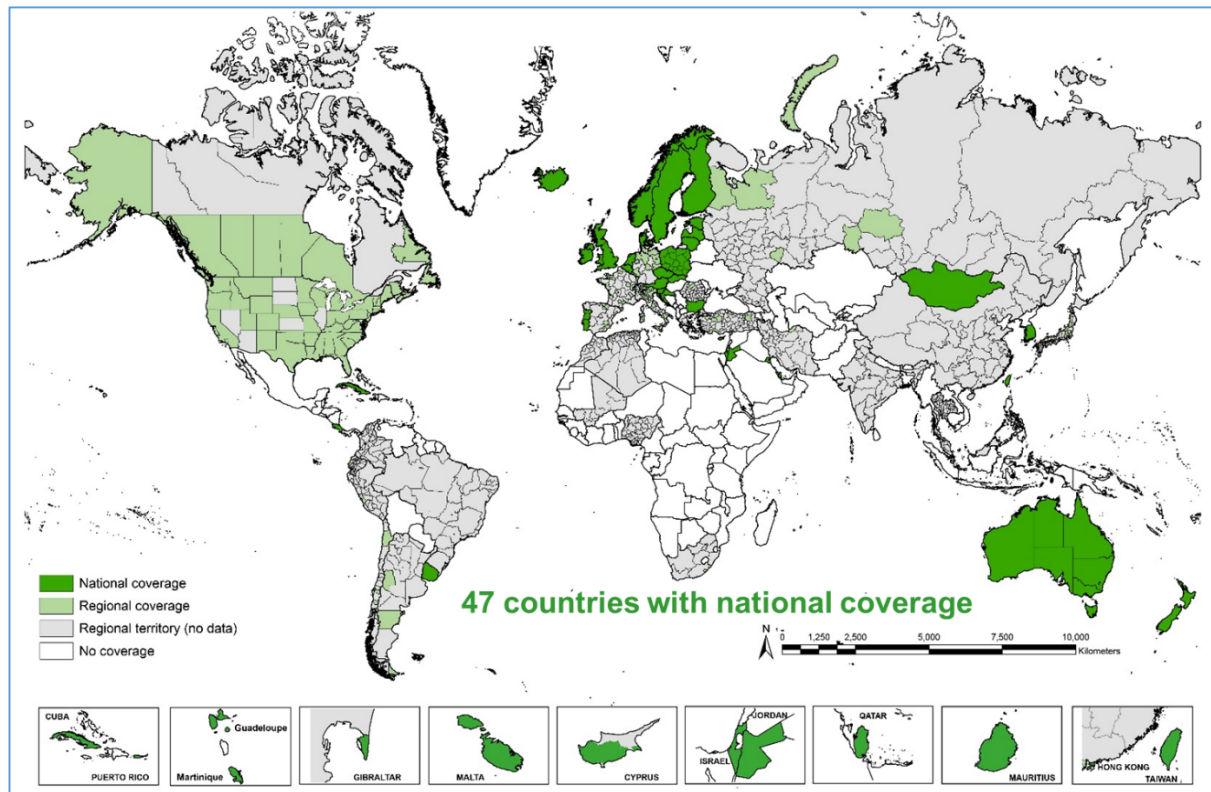 National coverage
Regional coverage
Regional territory (no data)
No coverage
47 countries with national coverage
N
0 1,250 2,500 5,000 7,500 10,000
Kilometers
CUBA
PUERTO RICO
Guadeloupe
Martinique
GIBRALTAR
MALTA
CYPRUS
JORDAN
ISRAEL
QATAR
MAURITIUS
HONG KONG
TAIWAN